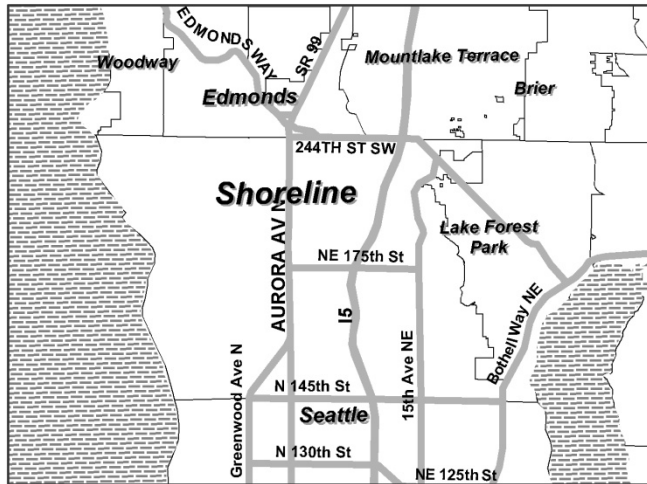 EDMONDS WAY
SR 99
Woodway
Mountlake Terrace
Edmonds
Brier
244TH ST SW
Shoreline
AURORA AV N
Lake Forest
Park
NE 175th St
I5
Bothell Way NE
15th Ave NE
Greenwood Ave N
N 145th St
Seattle
N 130th St
NE 125th St